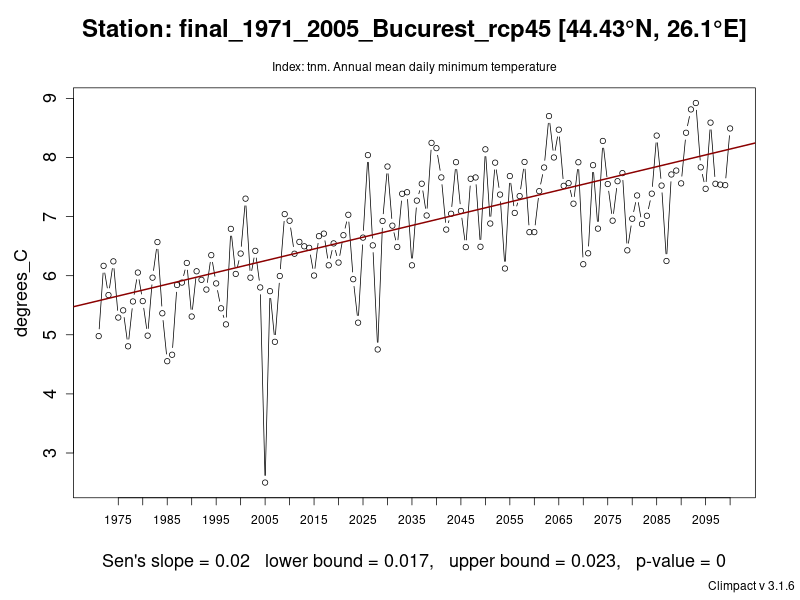 Station: final_1971_2005_Bucurest_rcp45 [44.43°N, 26.1°E]
Index: tnm. Annual mean daily minimum temperature
degrees_C
9
8
7
6
5
4
3
1975 1985 1995 2005 2015 2025 2035 2045 2055 2065 2075 2085 2095
Sen's slope = 0.02 lower bound = 0.017, upper bound = 0.023, p-value = 0
Climpact v 3.1.6